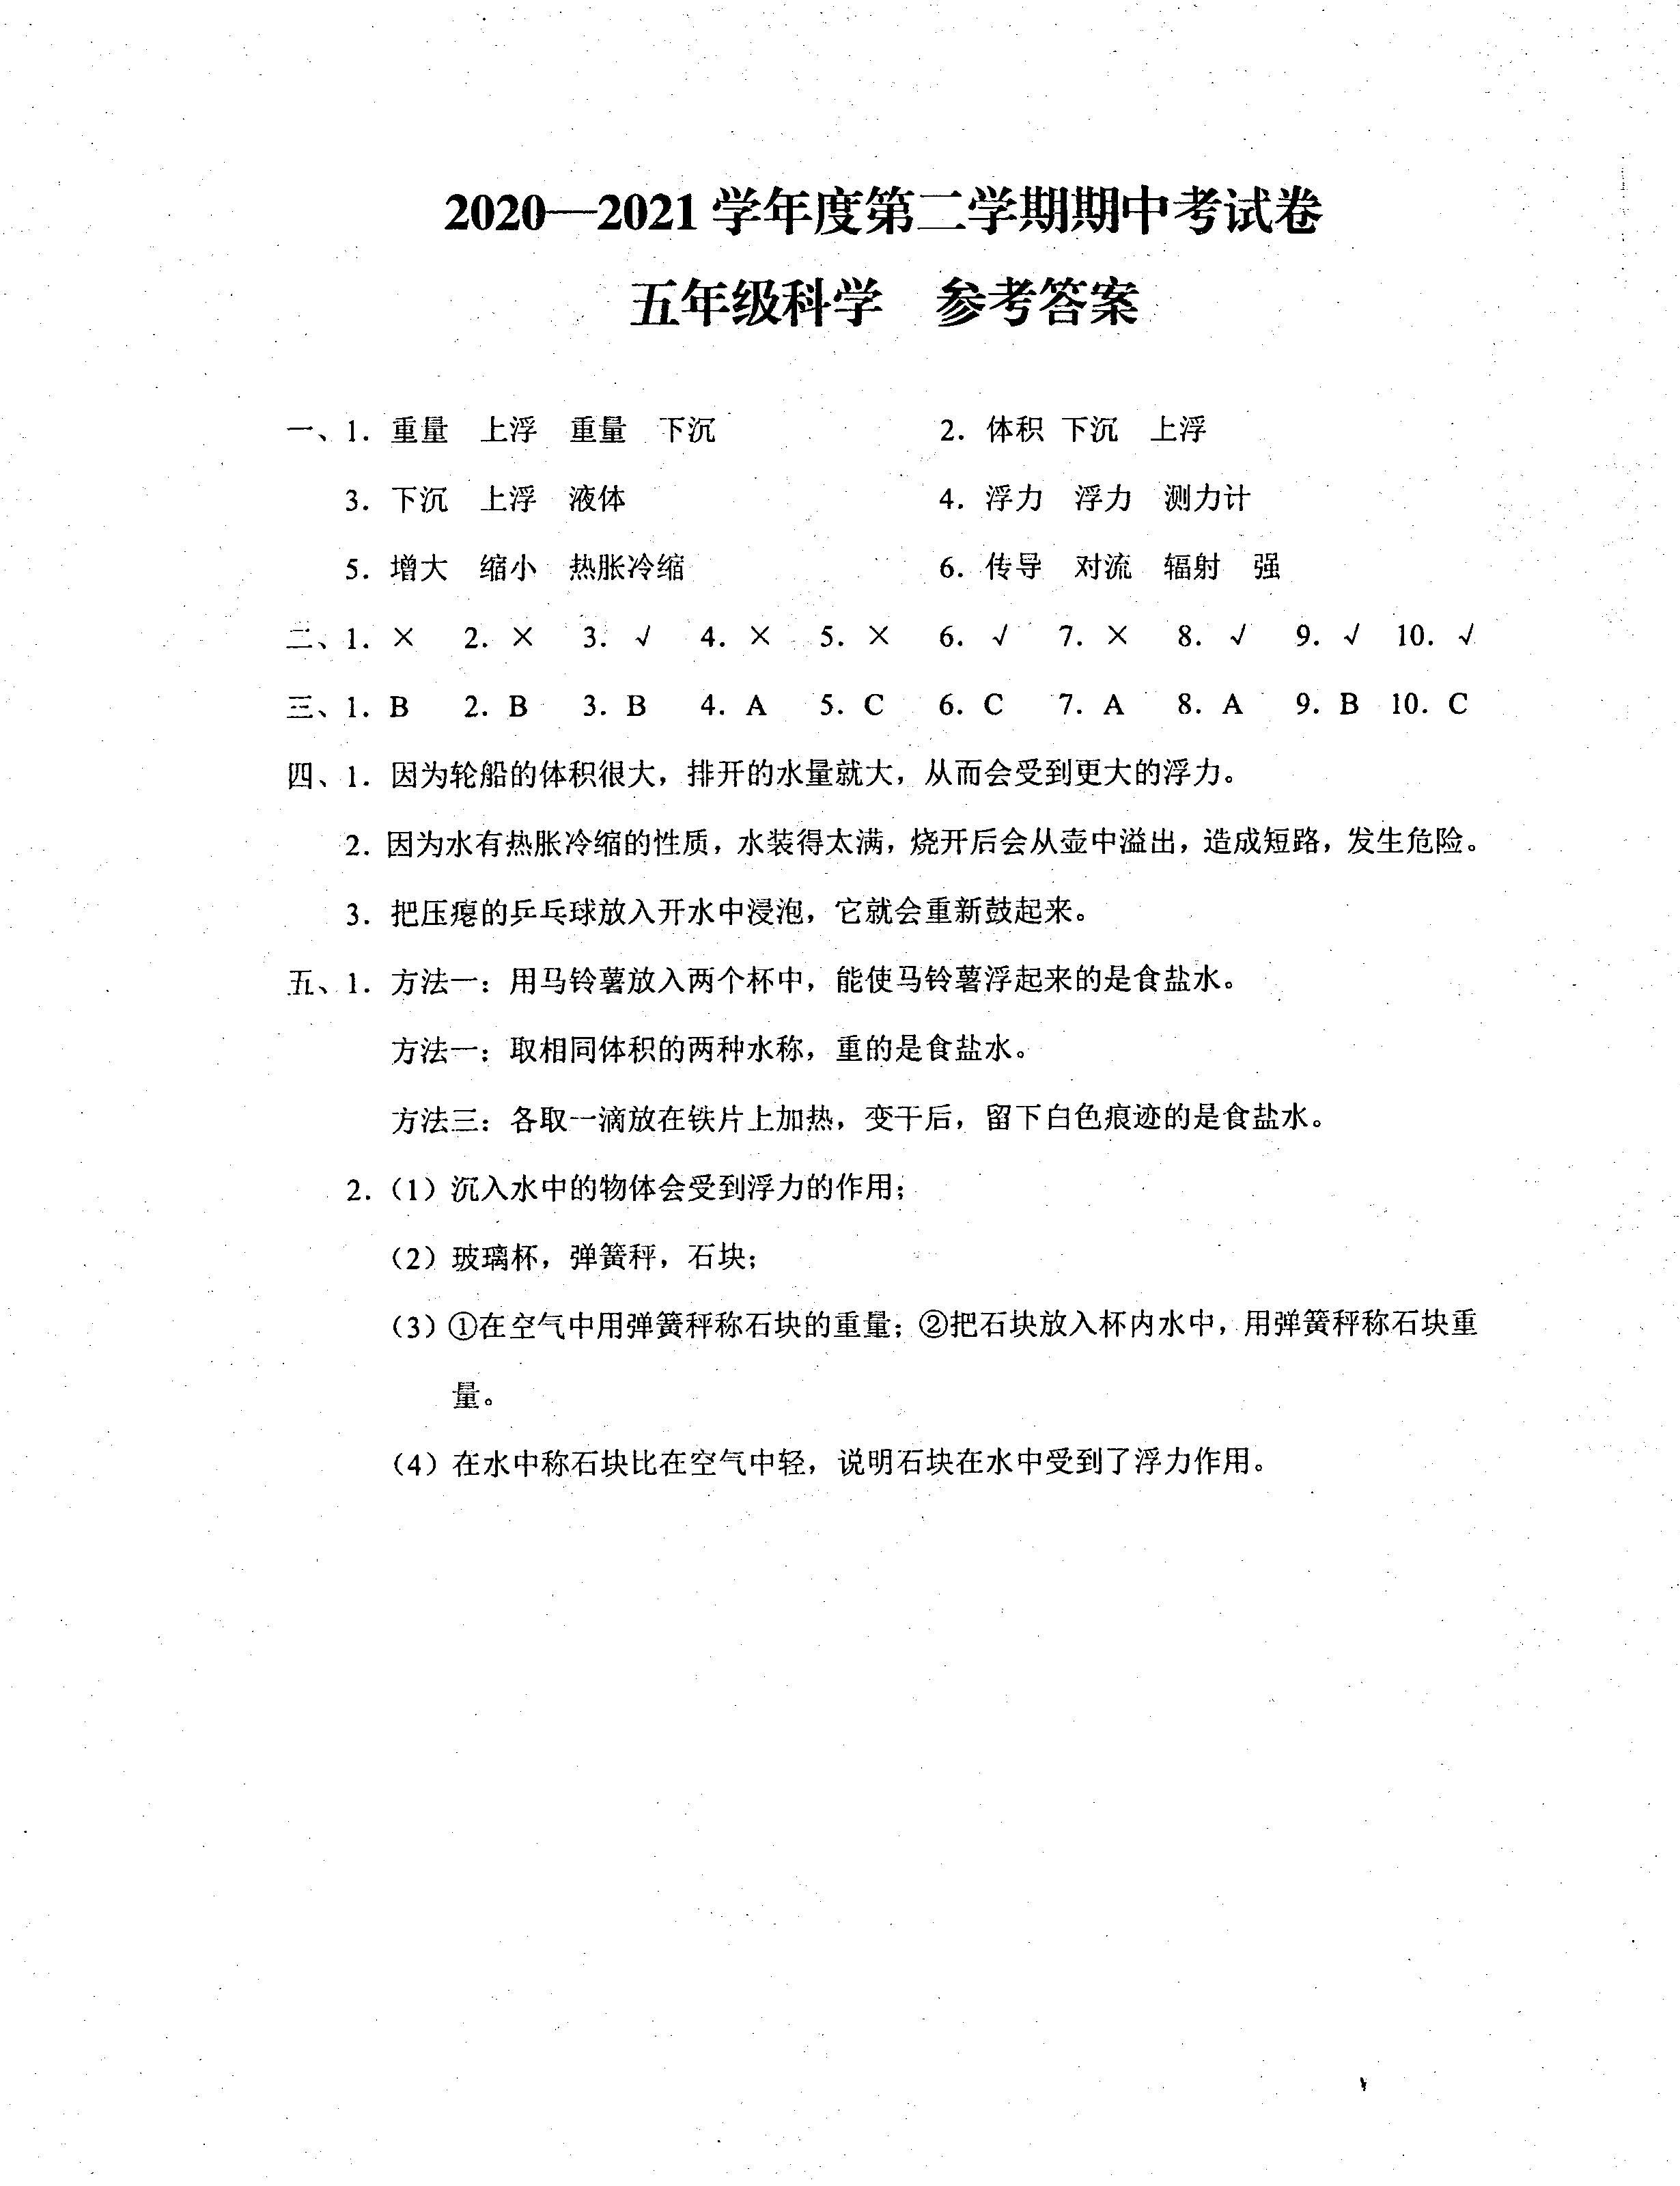 2020—2021学年度第二学期期中考试卷
五年级科学 参考答案
一、1. 重量 上浮 重量 下沉 2. 体积 下沉 上浮
3. 下沉 上浮 液体 4. 浮力 浮力 测力计
5. 增大 缩小 热胀冷缩 6. 传导 对流 辐射 强
二、1. × 2. × 3. √ 4. × 5. × 6. √ 7. × 8. √ 9. √ 10. √
三、1. B 2. B 3. B 4. A 5. C 6. C 7. A 8. A 9. B 10. C
四、1. 因为轮船的体积很大，排开的水量就大，从而会受到更大的浮力。
2. 因为水有热胀冷缩的性质，水装得太满，烧开后会从壶中溢出，造成短路，发生危险。
3. 把压瘪的乒乓球放入开水中浸泡，它就会重新鼓起来。
五、1. 方法一：用马铃薯放入两个杯中，能使马铃薯浮起来的是食盐水。
方法一：取相同体积的两种水称，重的是食盐水。
方法三：各取一滴放在铁片上加热，变干后，留下白色痕迹的是食盐水。
2.（1）沉入水中的物体会受到浮力的作用；
（2）玻璃杯，弹簧秤，石块；
（3）①在空气中用弹簧秤称石块的重量；②把石块放入杯内水中，用弹簧秤称石块重
量。
（4）在水中称石块比在空气中轻，说明石块在水中受到了浮力作用。